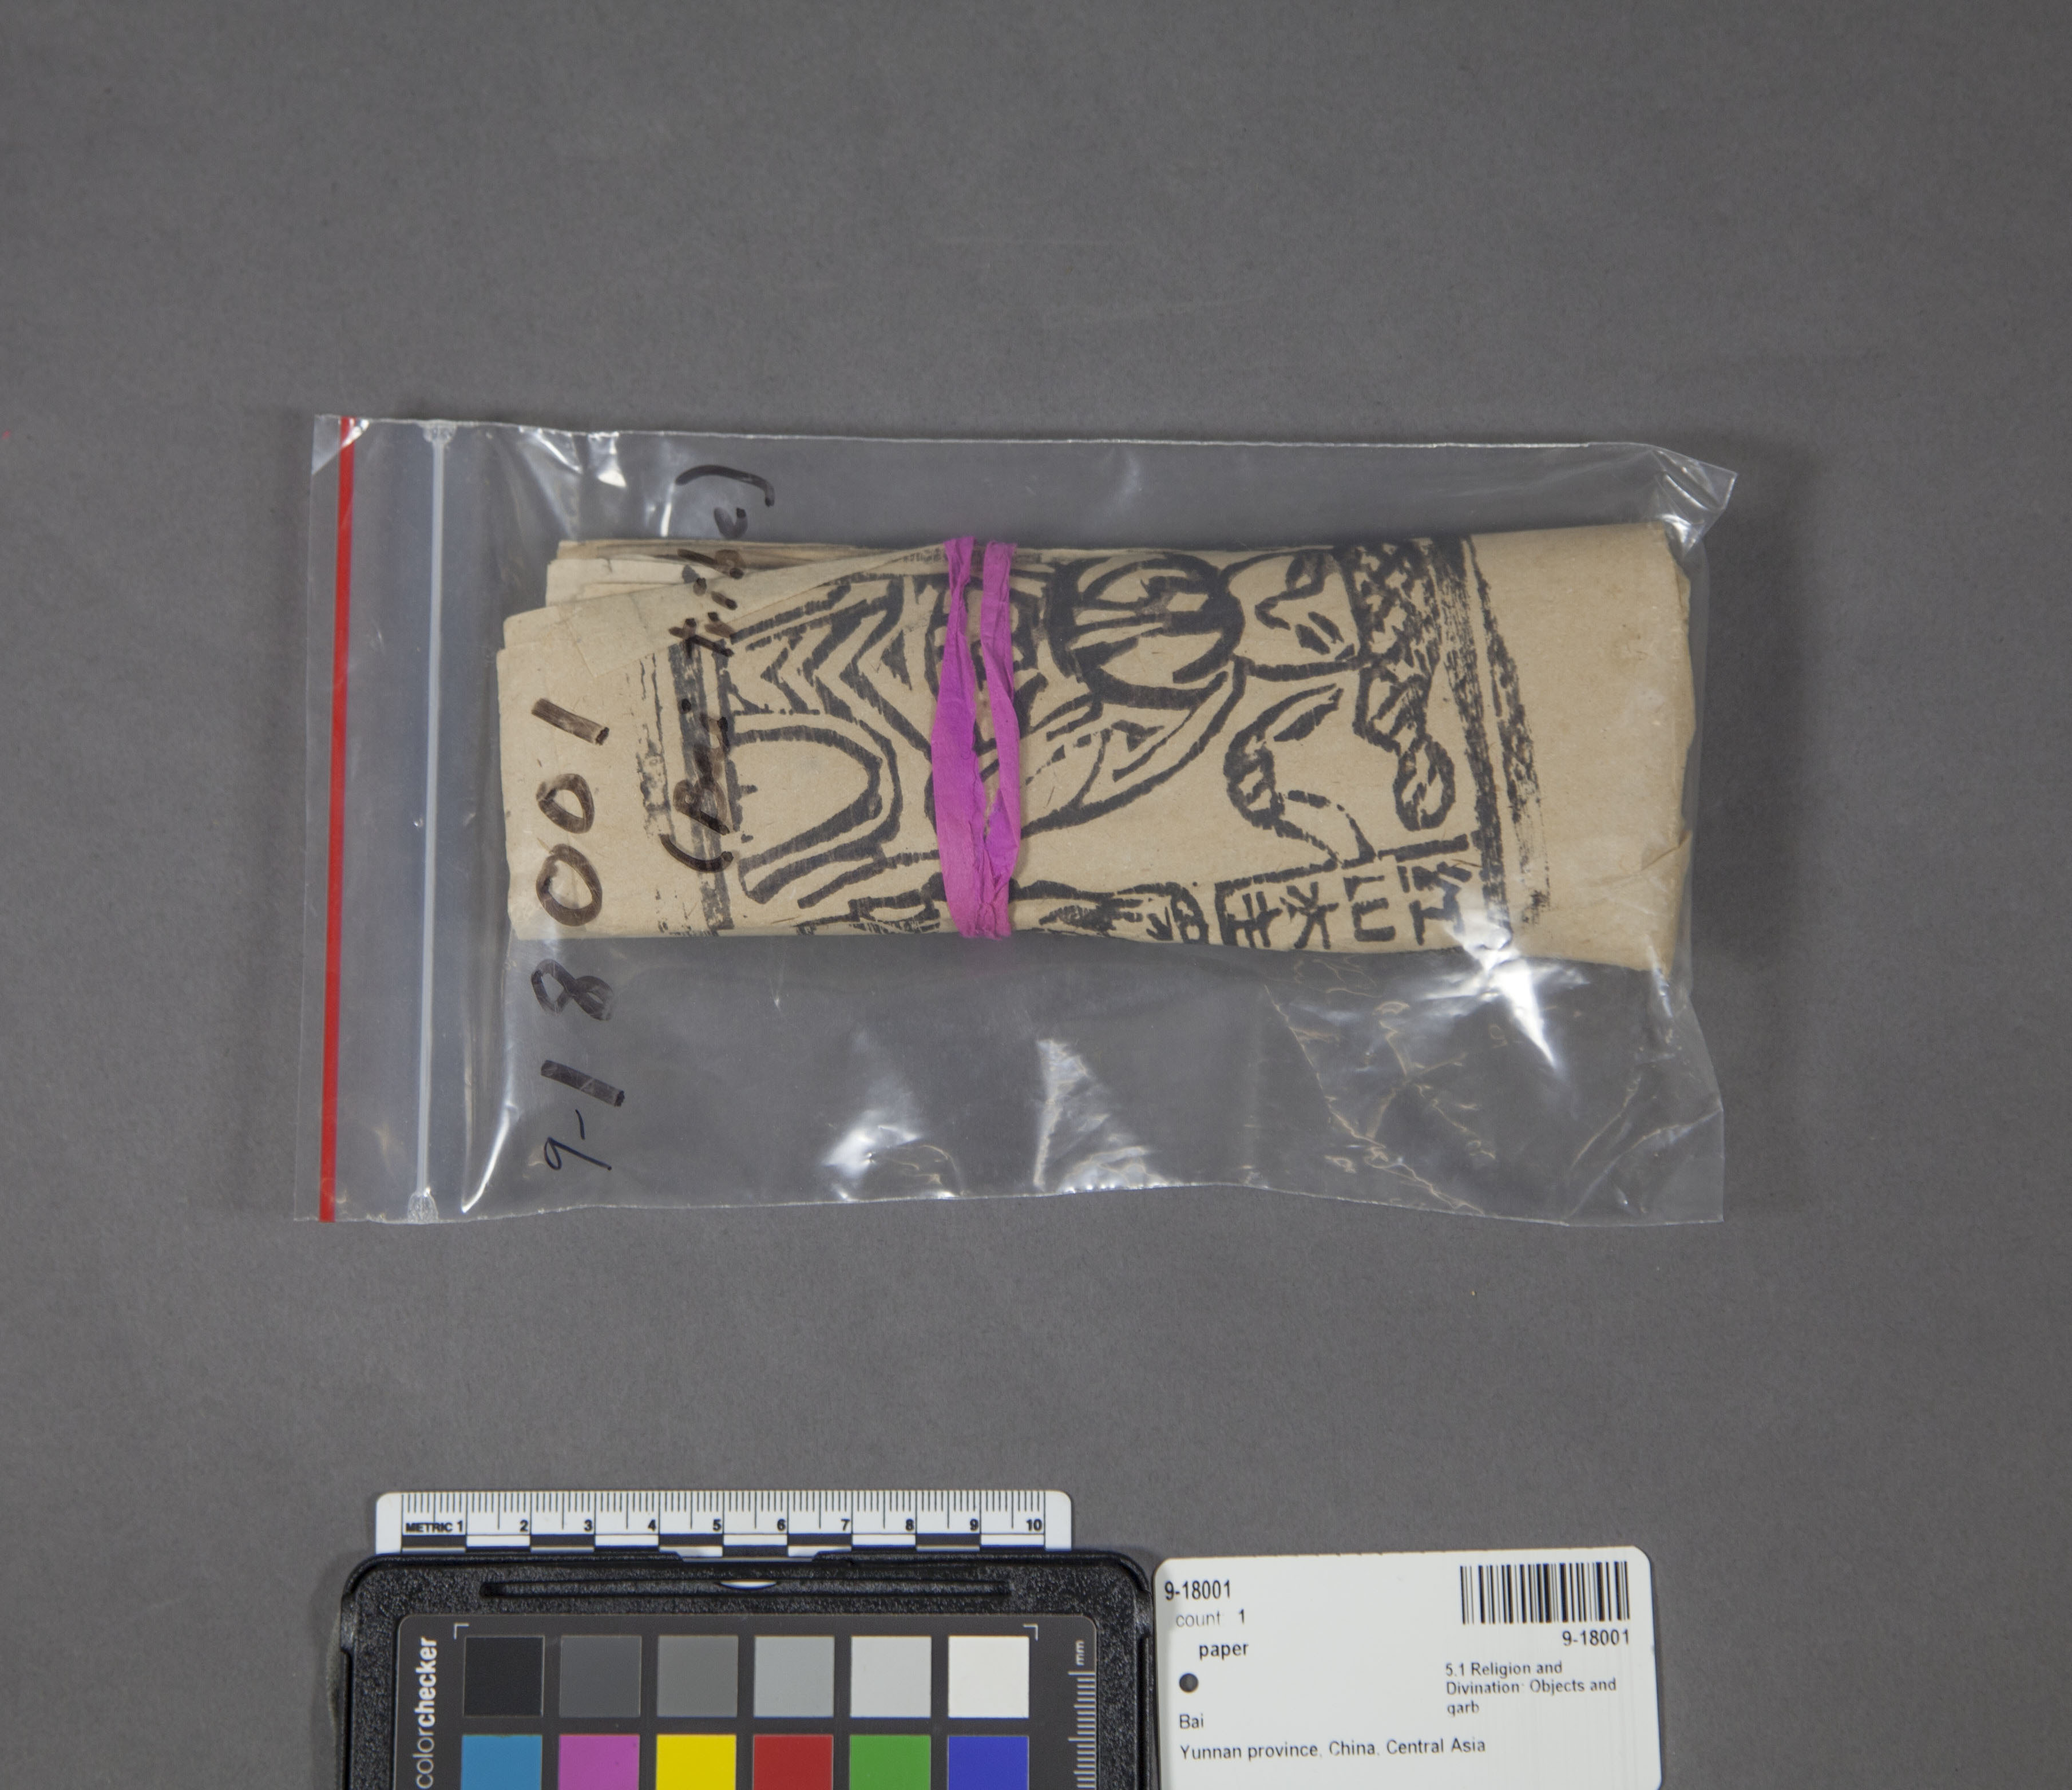 9-18001
(Bai Tribe)
METRIC 1 2 3 4 5 6 7 8 9 10
colorchecker
mm
9-18001
count 1
paper
9-18001
5.1 Religion and
Divination: Objects and
garb
Bai
Yunnan province, China, Central Asia